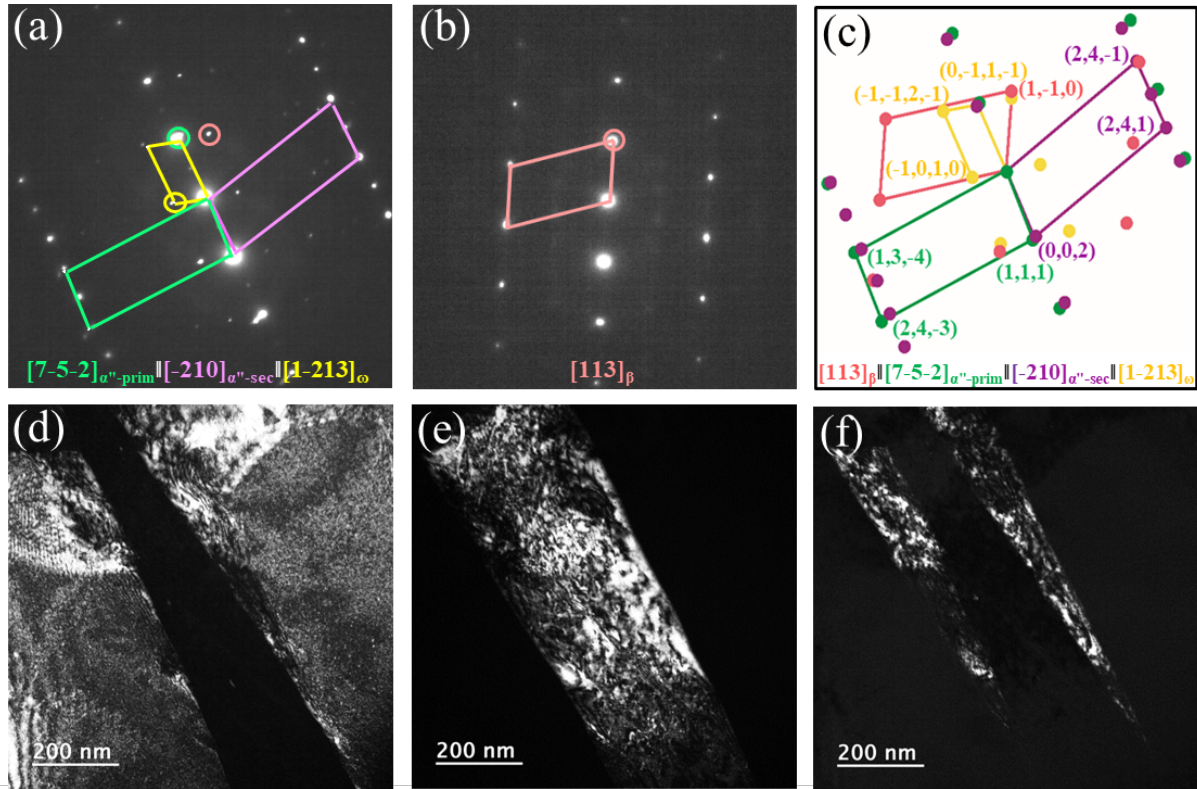 (a)
[7-5-2]α''-prim‖[-210]α''-sec‖[1-213]ω
(b)
[113]β
(c)
(2,4,-1)
(0,-1,1,-1)
(-1,-1,2,-1)
(1,-1,0)
(2,4,1)
(-1,0,1,0)
(1,3,-4)
(0,0,2)
(1,1,1)
(2,4,-3)
[113]β‖[7-5-2]α''-prim‖[-210]α''-sec‖[1-213]ω
(d)
200 nm
(e)
200 nm
(f)
200 nm